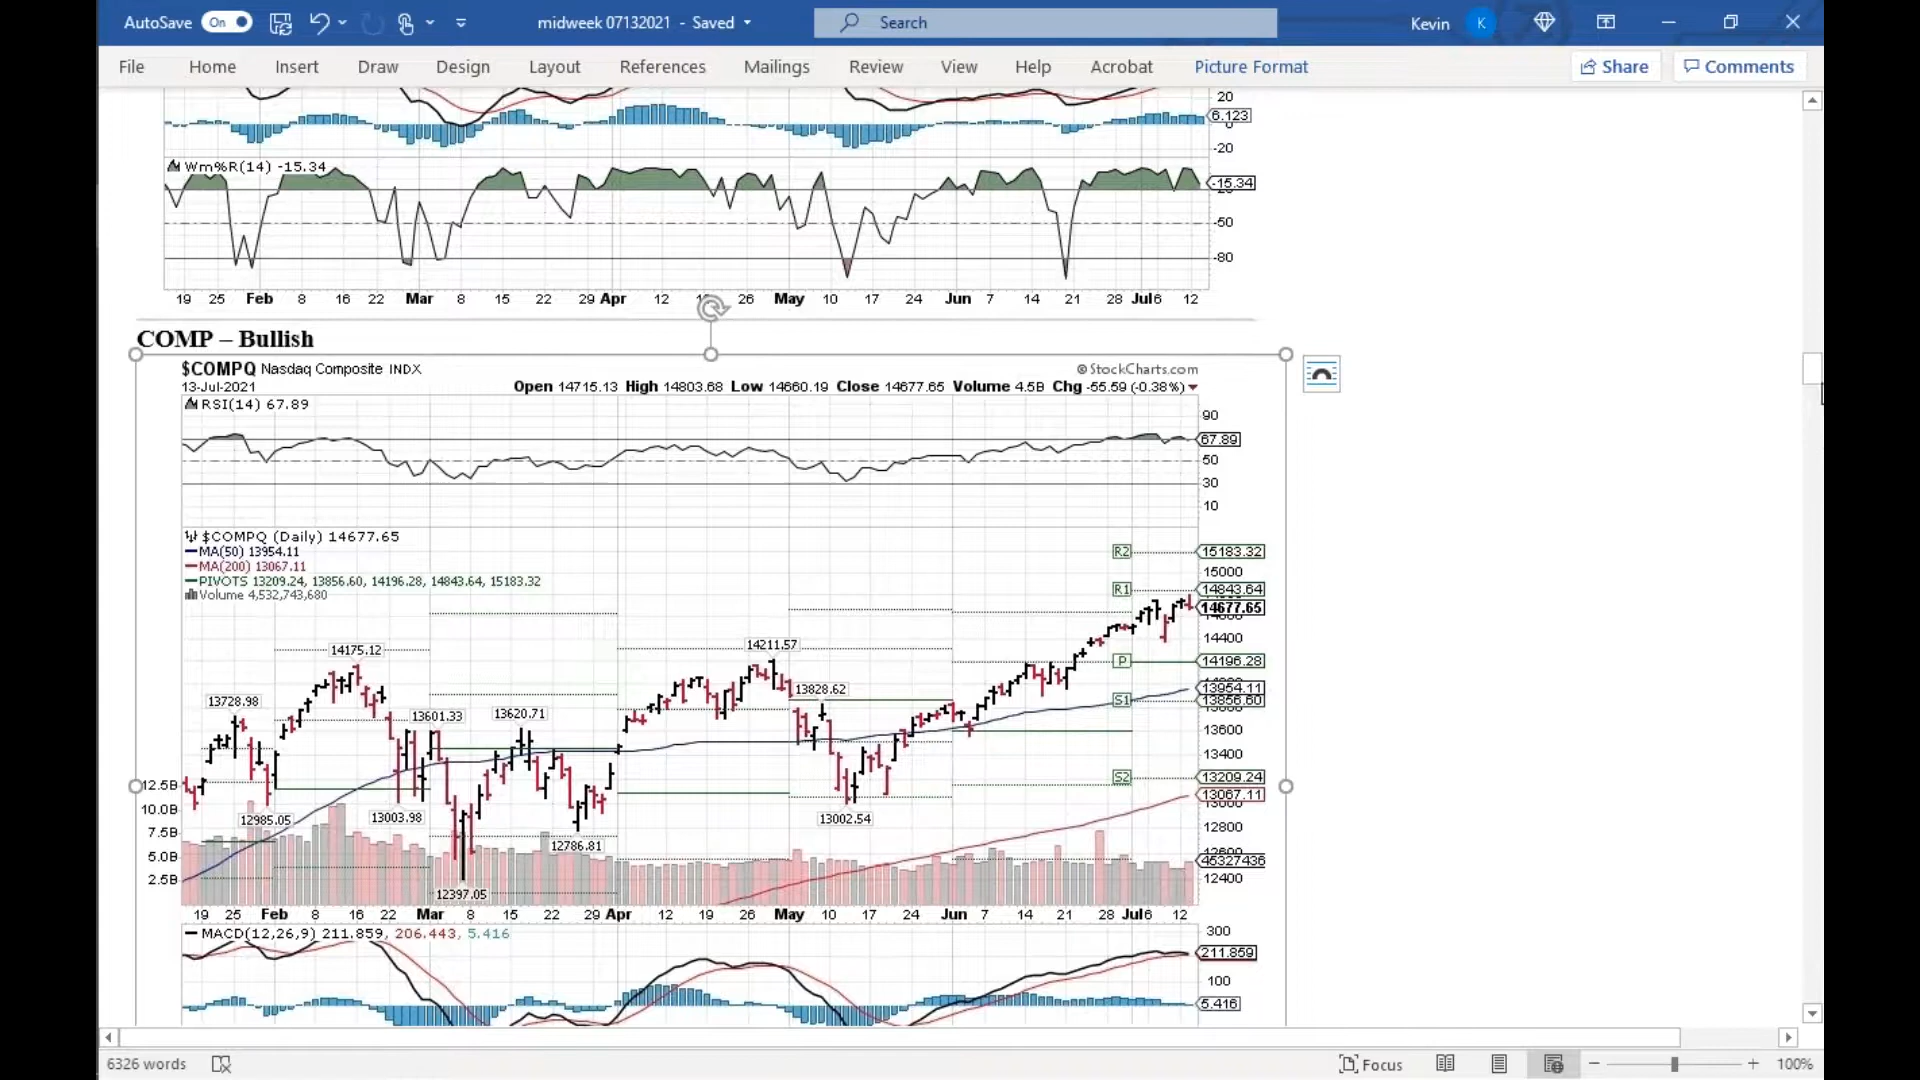 AutoSave On midweek 07132021 - Saved Search Kevin K
File Home Insert Draw Design Layout References Mailings Review View Help Acrobat Picture Format Share Comments
20
6.123
-20
Wm%R(14) -15.34
-15.34
-50
-80
19 25 Feb 8 16 22 Mar 8 15 22 29 Apr 12 26 May 10 17 24 Jun 7 14 21 28 Jul 6 12
COMP – Bullish
$COMPQ Nasdaq Composite INDX © StockCharts.com
13-Jul-2021 Open 14715.13 High 14803.68 Low 14660.19 Close 14677.65 Volume 4.5B Chg -55.59 (-0.38%)
RSI(14) 67.89
90
67.89
50
30
10
$COMPQ (Daily) 14677.65
MA(50) 13954.11
MA(200) 13067.11
PIVOTS 13209.24, 13856.60, 14196.28, 14843.64, 15183.32
Volume 4,532,743,680
R2 15183.32
15000
R1 14843.64
14677.65
14400
14175.12 14211.57
P 14196.28
13728.98 13828.62 13954.11
S1 13856.60
13601.33 13620.71
13600
13400
S2 13209.24
12.5B
13067.11
10.0B 13000
12985.05 13003.98 13002.54
7.5B 12800
12786.81
5.0B 12600
45327436
2.5B 12400
12397.05
19 25 Feb 8 16 22 Mar 8 15 22 29 Apr 12 19 26 May 10 17 24 Jun 7 14 21 28 Jul 6 12
MACD(12,26,9) 211.859, 206.443, 5.416
300
211.859
100
5.416
6326 words Focus 100%